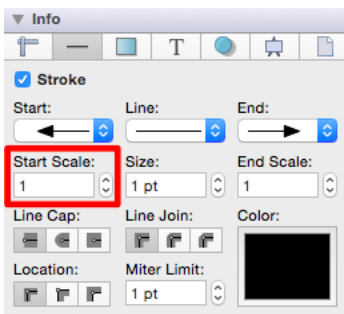 Info
T
Stroke
Start: Line: End:
Start Scale: Size: End Scale:
1 1 pt 1
Line Cap: Line Join: Color:
Location: Miter Limit:
1 pt